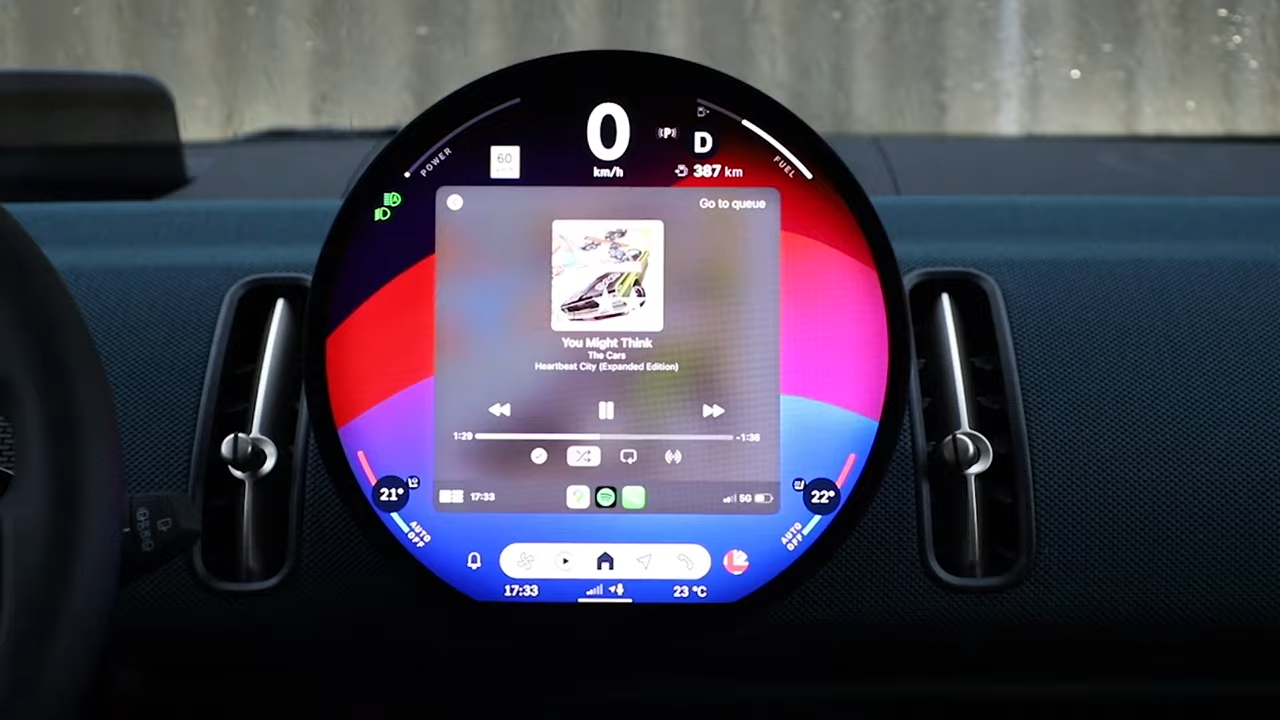 0
km/h
(P)
D
POWER
FUEL
60
km/h
387 km
Go to queue
You Might Think
The Cars
Heartbeat City (Expanded Edition)
1:29
-1:36
17:33
5G
21°
22°
AUTO
OFF
AUTO
OFF
17:33
23 °C